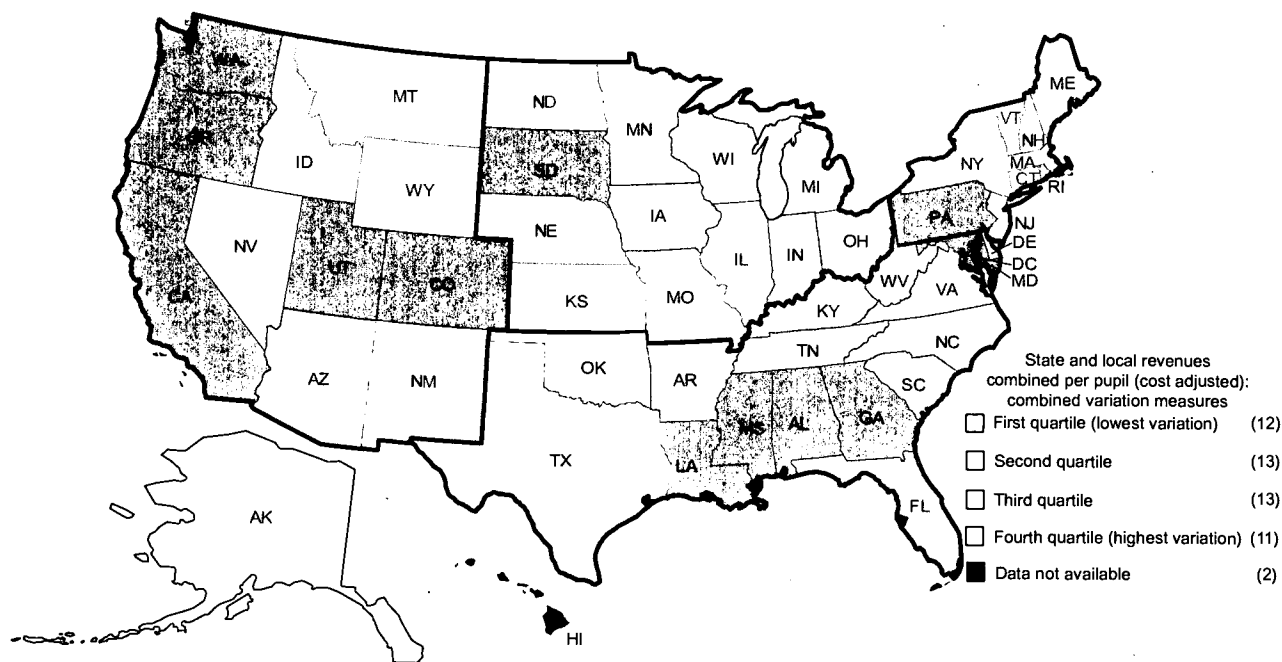 WA
MT
ND
MN
ME
VT
NH
OR
ID
SD
WI
NY
MA
CT
RI
WY
MI
PA
IA
NE
NJ
NV
OH
DE
UT
IL
IN
DC
CO
WV
MD
CA
KS
MO
VA
KY
NC
TN
OK
AZ
NM
AR
SC
MS
AL
GA
LA
TX
FL
AK
HI
State and local revenues
combined per pupil (cost adjusted):
combined variation measures
First quartile (lowest variation) (12)
Second quartile (13)
Third quartile (13)
Fourth quartile (highest variation) (11)
Data not available (2)